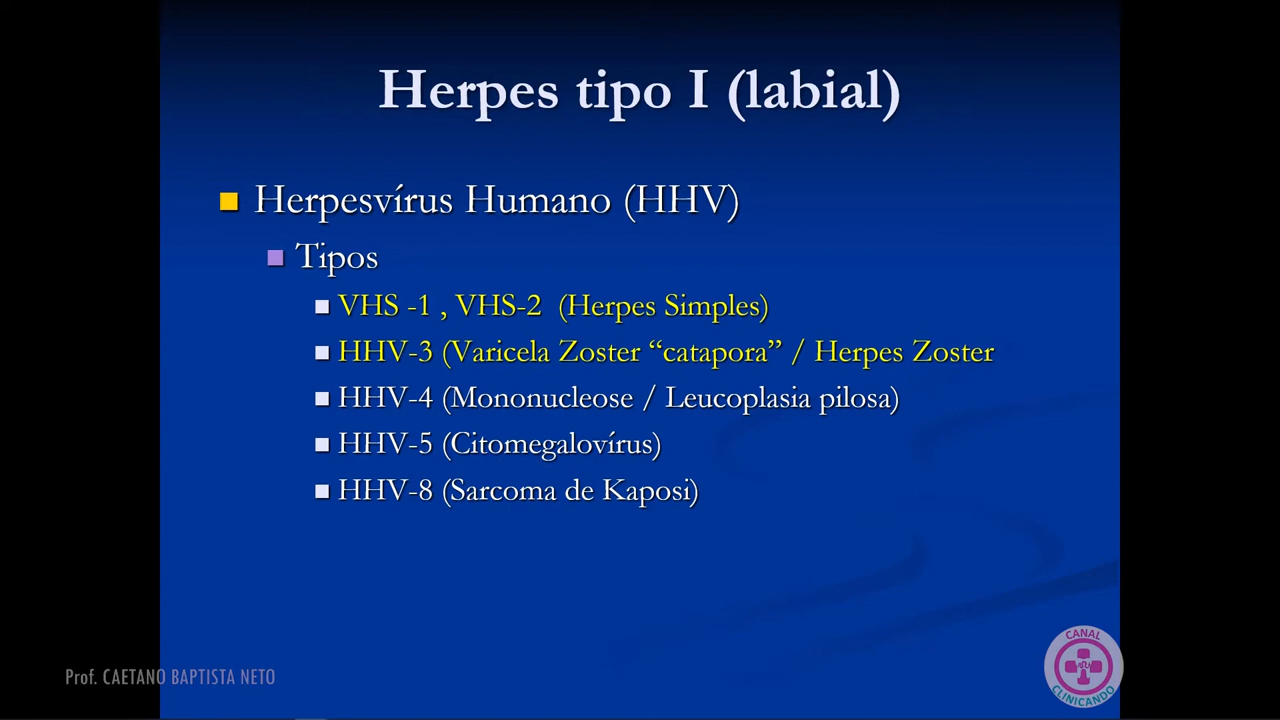 Herpes tipo I (labial)
Herpesvírus Humano (HHV)
Tipos
VHS -1 , VHS-2 (Herpes Simples)
HHV-3 (Varicela Zoster “catapora” / Herpes Zoster
HHV-4 (Mononucleose / Leucoplasia pilosa)
HHV-5 (Citomegalovírus)
HHV-8 (Sarcoma de Kaposi)
Prof. CAETANO BAPTISTA NETO
CANAL
CLINICANDO